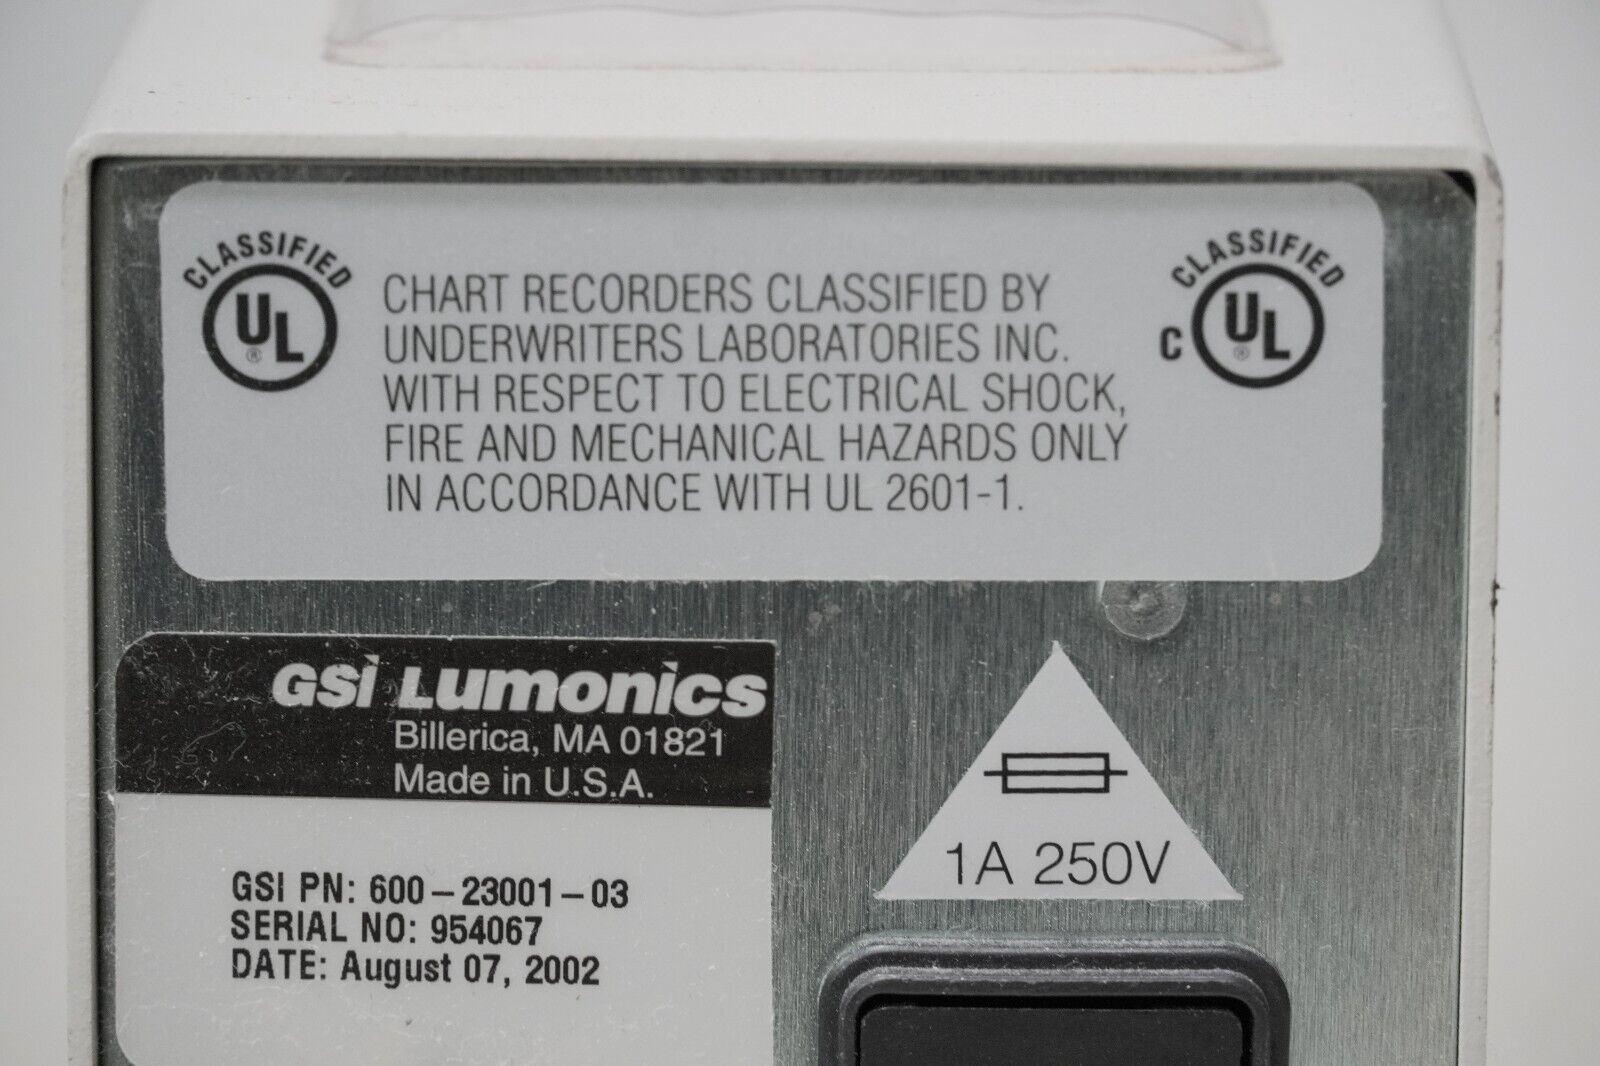 CLASSIFIED
UL
®
CHART RECORDERS CLASSIFIED BY
UNDERWRITERS LABORATORIES INC.
WITH RESPECT TO ELECTRICAL SHOCK,
FIRE AND MECHANICAL HAZARDS ONLY
IN ACCORDANCE WITH UL 2601-1.
CLASSIFIED
C UL
®
GSI LUMONICS
Billerica, MA 01821
Made in U.S.A.
GSI PN: 600-23001-03
SERIAL NO: 954067
DATE: August 07, 2002
1A 250V